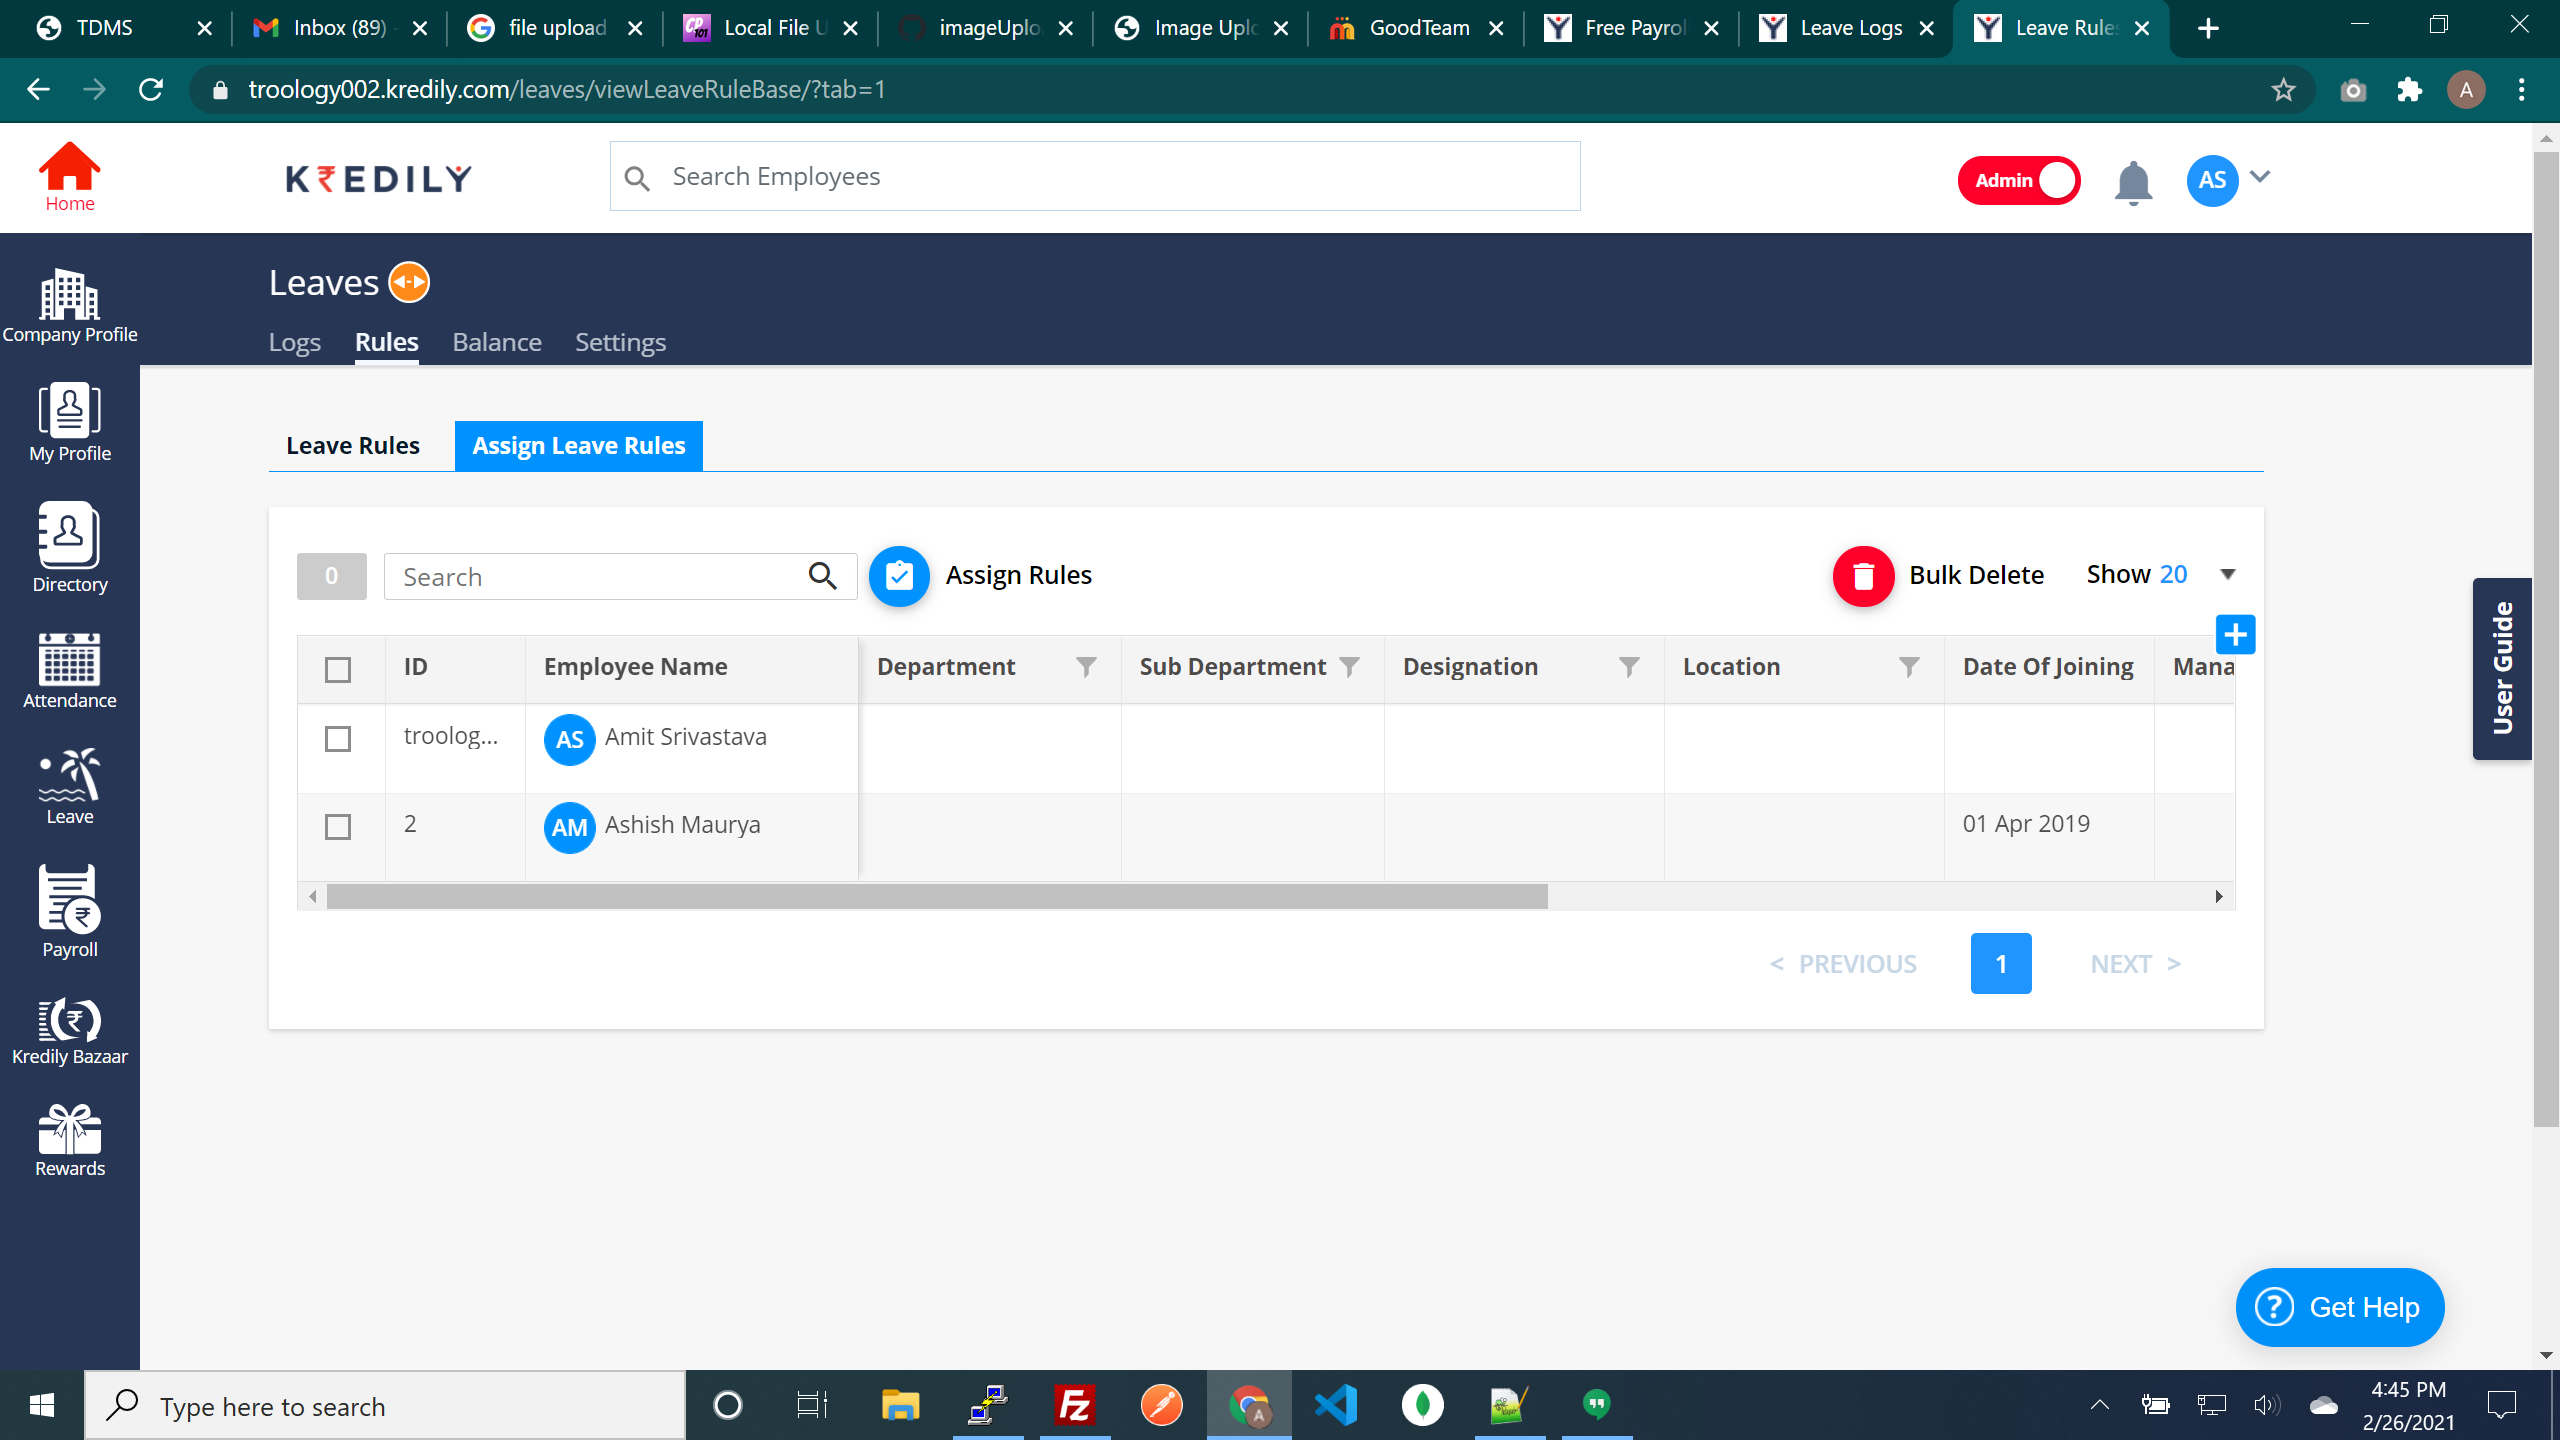 TDMS
Inbox (89) -
file upload
Local File U
imageUplo
Image Uplo
GoodTeam
Free Payrol
Leave Logs
Leave Rules
troology002.kredily.com/leaves/viewLeaveRuleBase/?tab=1
A
Home
K₹EDILY
Search Employees
Admin
AS
Company Profile
My Profile
Directory
Attendance
Leave
Payroll
Kredily Bazaar
Rewards
Leaves
Logs
Rules
Balance
Settings
Leave Rules
Assign Leave Rules
0
Search
Assign Rules
Bulk Delete
Show 20
ID
Employee Name
Department
Sub Department
Designation
Location
Date Of Joining
Mana
troolog...
AS
Amit Srivastava
2
AM
Ashish Maurya
01 Apr 2019
< PREVIOUS
1
NEXT >
User Guide
Get Help
Type here to search
4:45 PM
2/26/2021